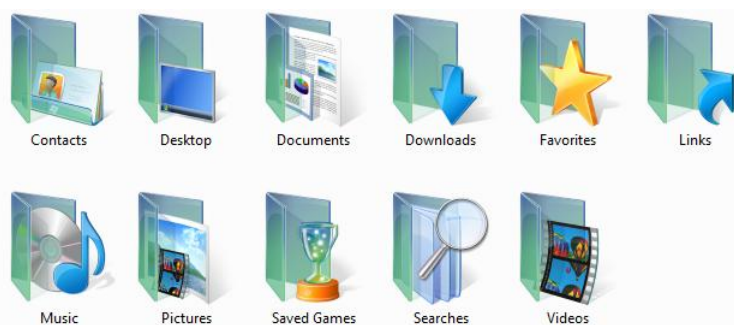 Contacts
Desktop
Documents
Downloads
Favorites
Links
Music
Pictures
Saved Games
Searches
Videos